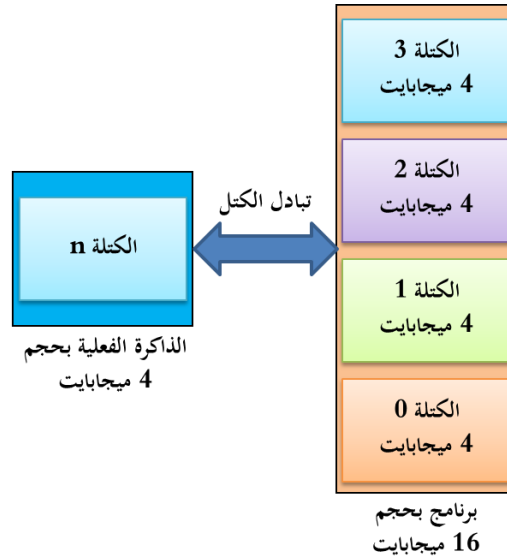 الكتلة 3
4 ميجابايت
الكتلة 2
4 ميجابايت
تبادل الكتل
الكتلة n
الكتلة 1
4 ميجابايت
الذاكرة الفعلية بحجم
4 ميجابايت
الكتلة 0
4 ميجابايت
برنامج بحجم
16 ميجابايت